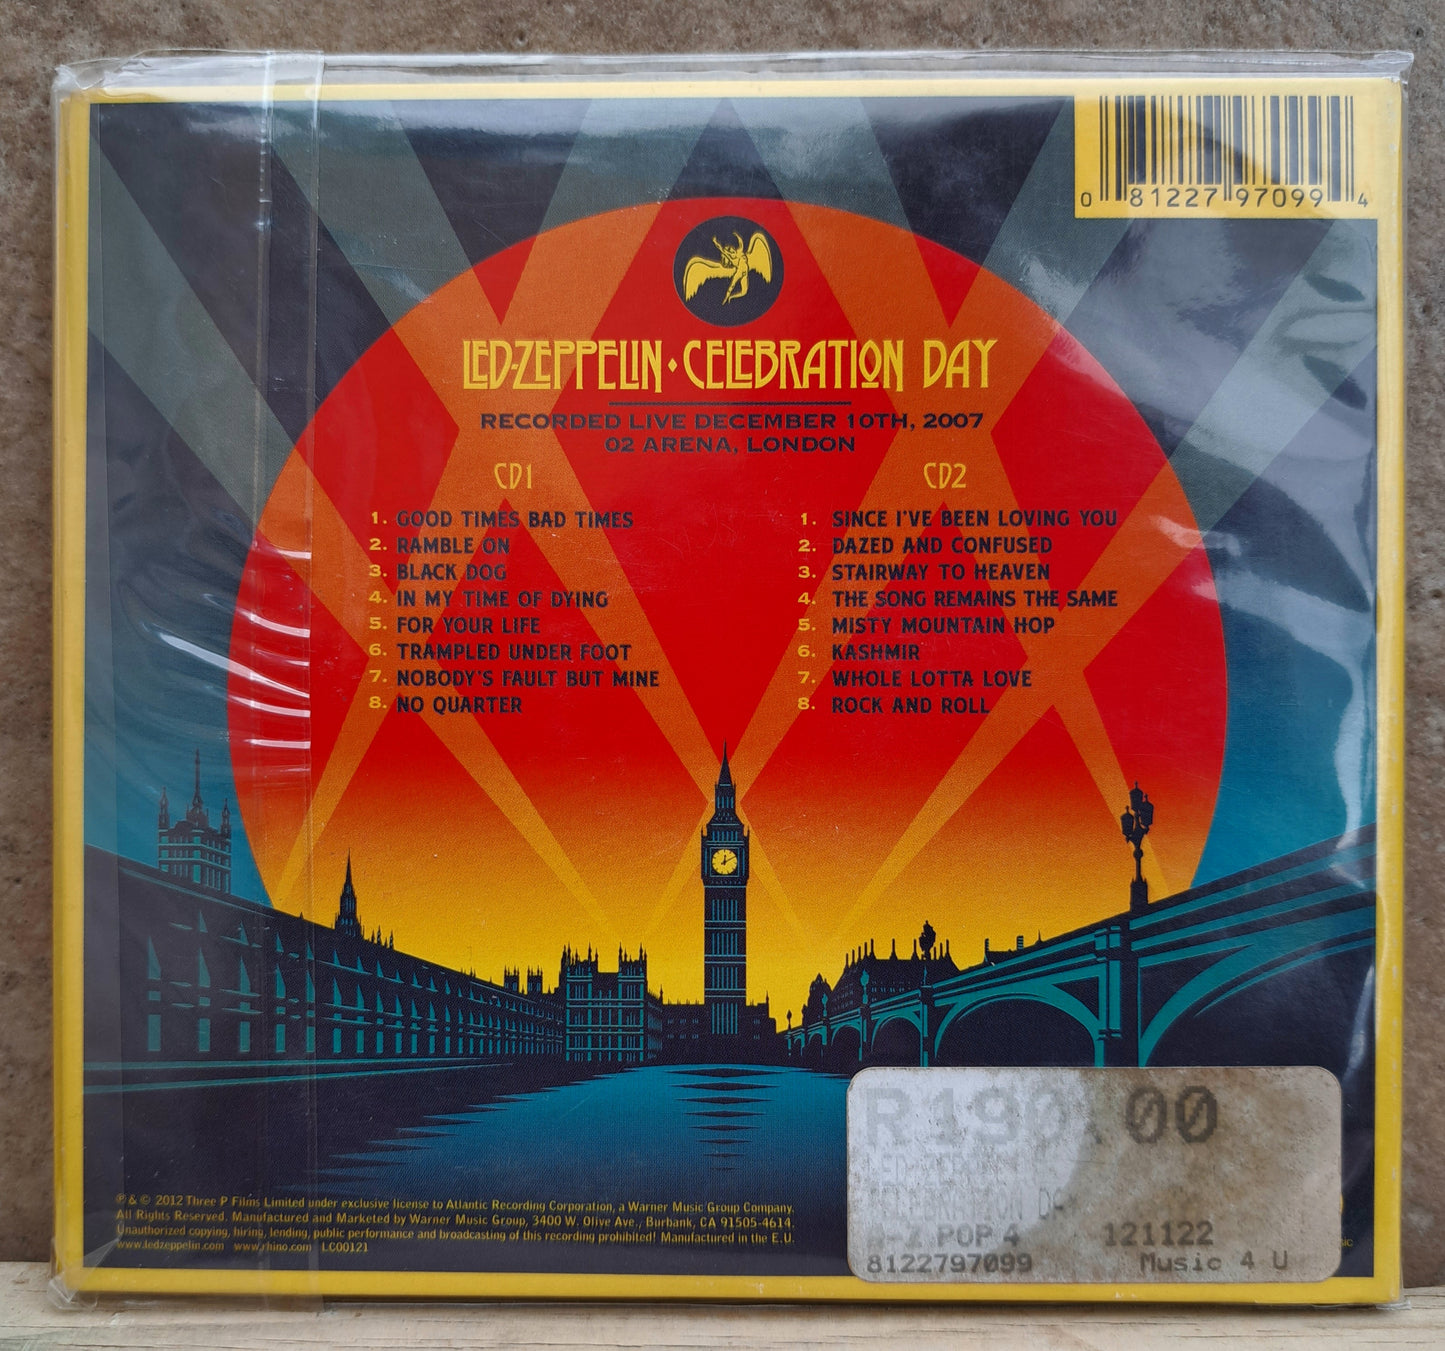 0 81227 97099 4
LED-ZEPPELIN · CELEBRATION DAY
RECORDED LIVE DECEMBER 10TH, 2007
02 ARENA, LONDON
CD1
1. GOOD TIMES BAD TIMES
2. RAMBLE ON
3. BLACK DOG
4. IN MY TIME OF DYING
5. FOR YOUR LIFE
6. TRAMPLED UNDER FOOT
7. NOBODY'S FAULT BUT MINE
8. NO QUARTER
CD2
1. SINCE I'VE BEEN LOVING YOU
2. DAZED AND CONFUSED
3. STAIRWAY TO HEAVEN
4. THE SONG REMAINS THE SAME
5. MISTY MOUNTAIN HOP
6. KASHMIR
7. WHOLE LOTTA LOVE
8. ROCK AND ROLL
℗ & © 2012 Three P Films Limited under exclusive license to Atlantic Recording Corporation, a Warner Music Group Company.
All Rights Reserved. Manufactured and Marketed by Warner Music Group, 3400 W. Olive Ave., Burbank, CA 91505-4614.
Unauthorized copying, hiring, lending, public performance and broadcasting of this recording prohibited! Manufactured in the E.U.
www.ledzeppelin.com www.rhino.com LC00121
R190.00
LED-ZEPPELIN
POP 4 121122
8122797099 Music 4 U